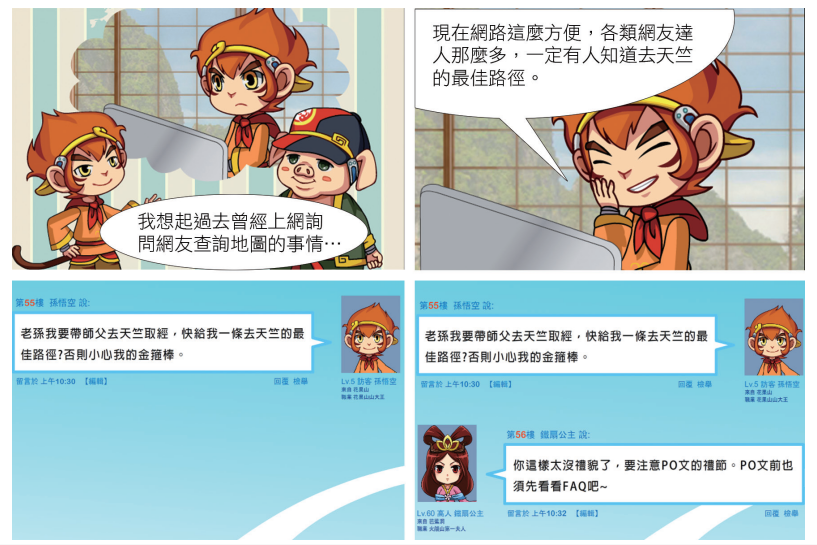 我想起過去曾經上網詢
問網友查詢地圖的事情…
現在網路這麼方便，各類網友達
人那麼多，一定有人知道去天竺
的最佳路徑。
第55樓 孫悟空 說:
老孫我要帶師父去天竺取經，快給我一條去天竺的最
佳路徑?否則小心我的金箍棒。
留言於 上午10:30 【編輯】
回覆 檢舉
Lv.5 訪客 孫悟空
來自 花果山
職業 花果山山大王
第55樓 孫悟空 說:
老孫我要帶師父去天竺取經，快給我一條去天竺的最
佳路徑?否則小心我的金箍棒。
留言於 上午10:30 【編輯】
回覆 檢舉
Lv.5 訪客 孫悟空
來自 花果山
職業 花果山山大王
第56樓 鐵扇公主 說:
你這樣太沒禮貌了，要注意PO文的禮節。PO文前也
須先看看FAQ吧~
Lv.60 高人 鐵扇公主
來自 芭蕉洞
職業 火焰山第一夫人
留言於 上午10:32 【編輯】
回覆 檢舉